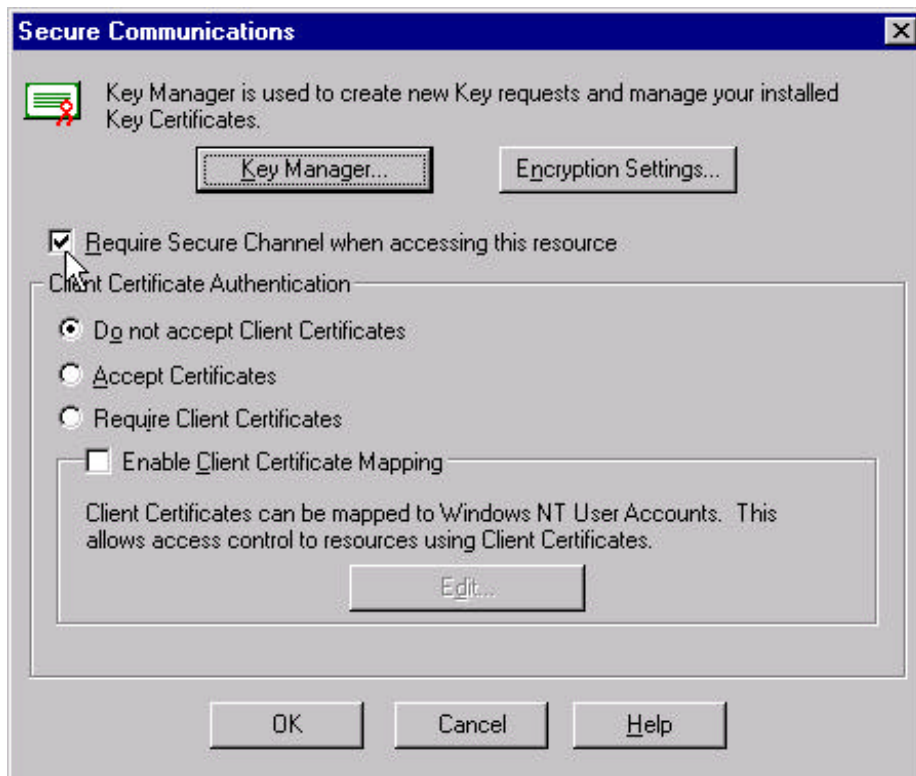 Secure Communications
Key Manager is used to create new Key requests and manage your installed
Key Certificates.
Key Manager... Encryption Settings...
Require Secure Channel when accessing this resource
Client Certificate Authentication
Do not accept Client Certificates
Accept Certificates
Require Client Certificates
Enable Client Certificate Mapping
Client Certificates can be mapped to Windows NT User Accounts. This
allows access control to resources using Client Certificates.
Edit...
OK Cancel Help